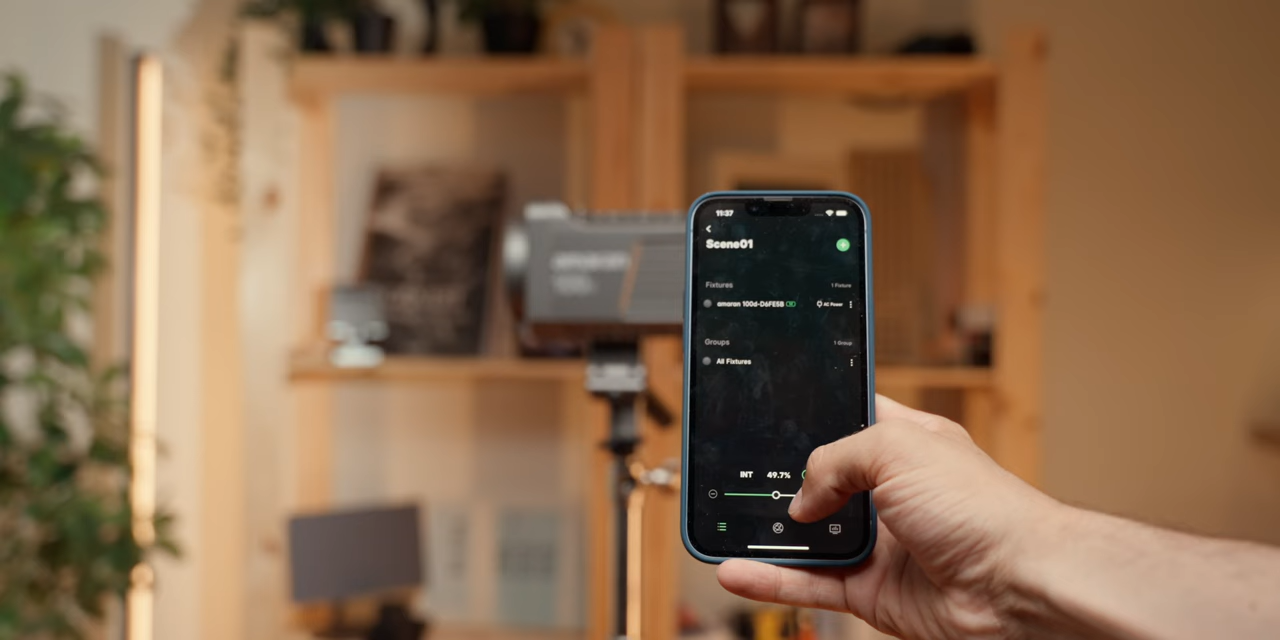 11:37
Scene01
Fixtures 1 Fixture
amaran 100d-D6FE5B AC Power
Groups 1 Group
All Fixtures
INT 49.7%